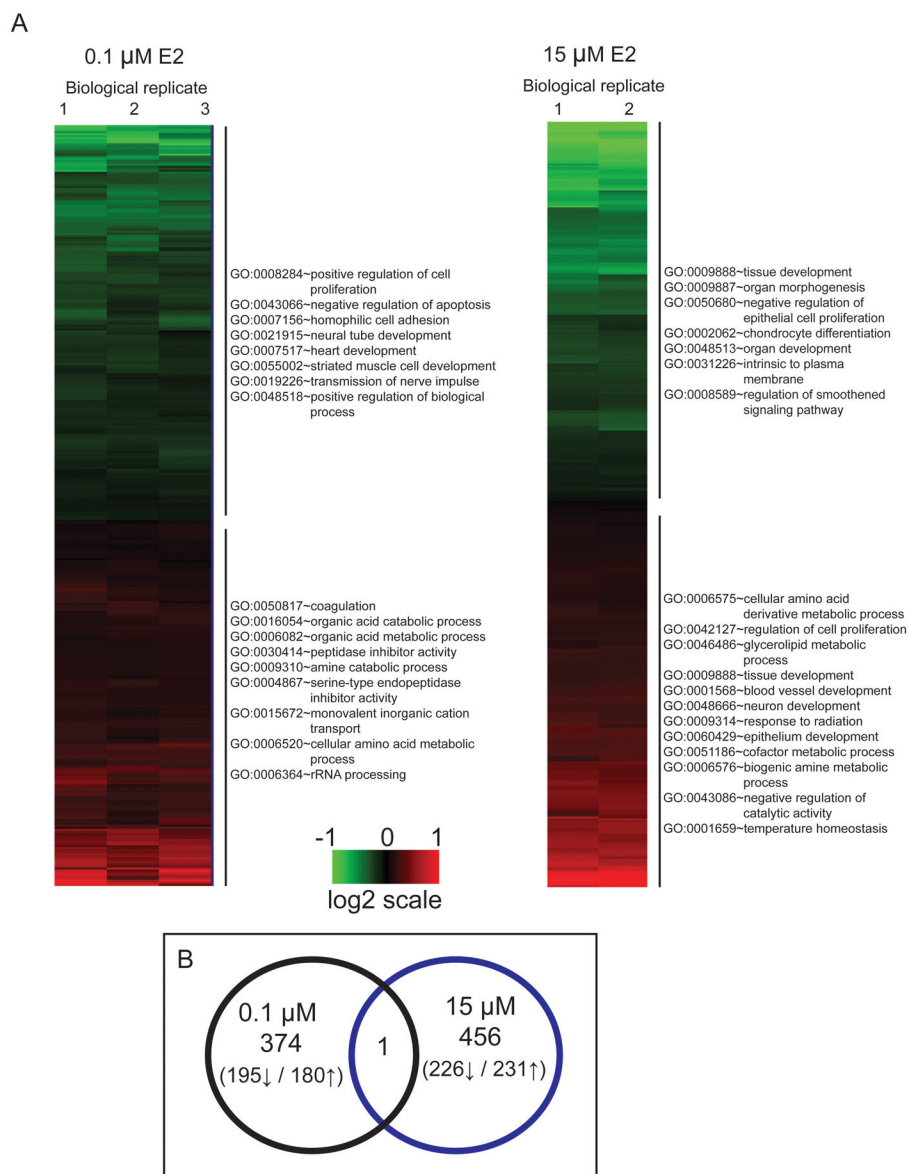 A
0.1 µM E2
Biological replicate
1 2 3
GO:0008284~positive regulation of cell
proliferation
GO:0043066~negative regulation of apoptosis
GO:0007156~homophilic cell adhesion
GO:0021915~neural tube development
GO:0007517~heart development
GO:0055002~striated muscle cell development
GO:0019226~transmission of nerve impulse
GO:0048518~positive regulation of biological
process
GO:0050817~coagulation
GO:0016054~organic acid catabolic process
GO:0006082~organic acid metabolic process
GO:0030414~peptidase inhibitor activity
GO:0009310~amine catabolic process
GO:0004867~serine-type endopeptidase
inhibitor activity
GO:0015672~monovalent inorganic cation
transport
GO:0006520~cellular amino acid metabolic
process
GO:0006364~rRNA processing
15 µM E2
Biological replicate
1 2
GO:0009888~tissue development
GO:0009887~organ morphogenesis
GO:0050680~negative regulation of
epithelial cell proliferation
GO:0002062~chondrocyte differentiation
GO:0048513~organ development
GO:0031226~intrinsic to plasma
membrane
GO:0008589~regulation of smoothened
signaling pathway
GO:0006575~cellular amino acid
derivative metabolic process
GO:0042127~regulation of cell proliferation
GO:0046486~glycerolipid metabolic
process
GO:0009888~tissue development
GO:0001568~blood vessel development
GO:0048666~neuron development
GO:0009314~response to radiation
GO:0060429~epithelium development
GO:0051186~cofactor metabolic process
GO:0006576~biogenic amine metabolic
process
GO:0043086~negative regulation of
catalytic activity
GO:0001659~temperature homeostasis
-1 0 1
log2 scale
B
0.1 µM
374
(195↓ / 180↑)
1
15 µM
456
(226↓ / 231↑)